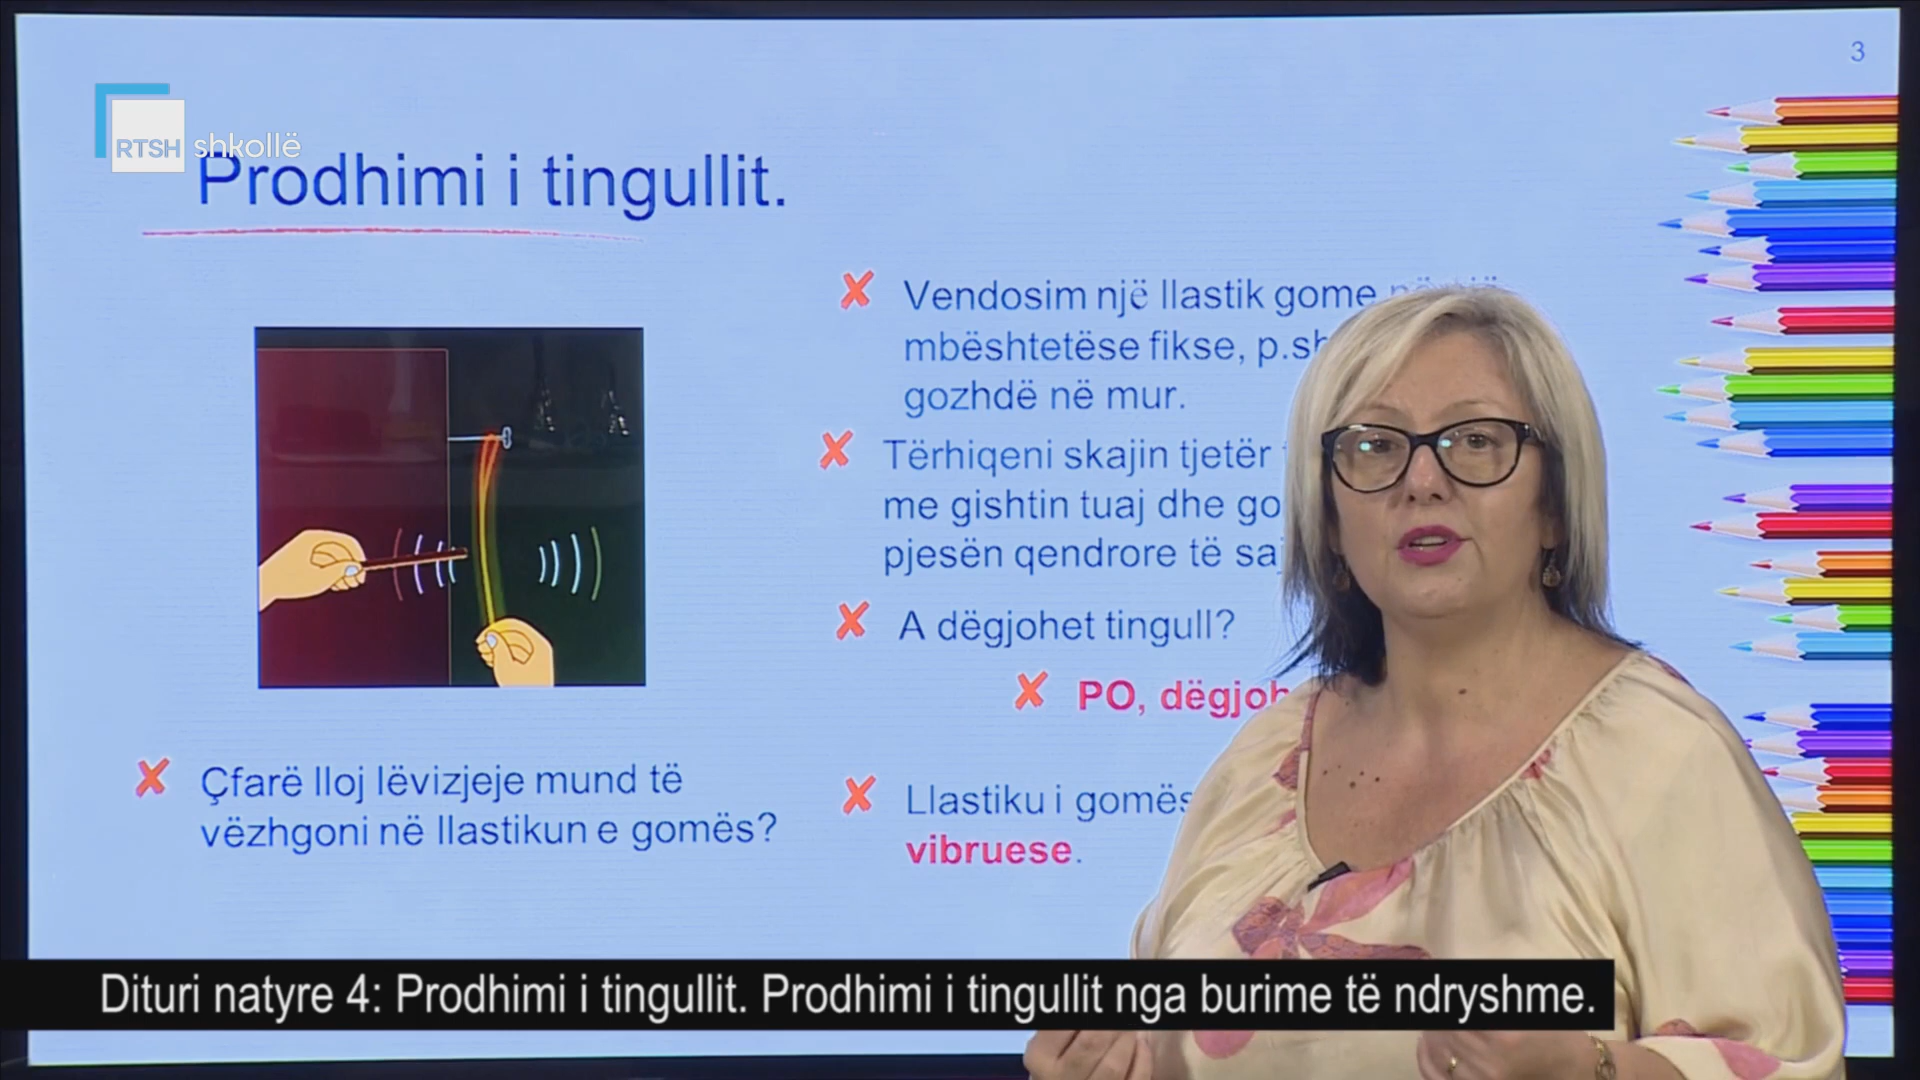 3
RTSH shkollë
Prodhimi i tingullit.
Vendosim një llastik gome
mbështetëse fikse, p.sh
gozhdë në mur.
Tërhiqeni skajin tjetër
me gishtin tuaj dhe go
pjesën qendrore të saj
A dëgjohet tingull?
PO, dëgjoh
Çfarë lloj lëvizjeje mund të
vëzhgoni në llastikun e gomës?
Llastiku i gomës
vibruese.
Dituri natyre 4: Prodhimi i tingullit. Prodhimi i tingullit nga burime të ndryshme.